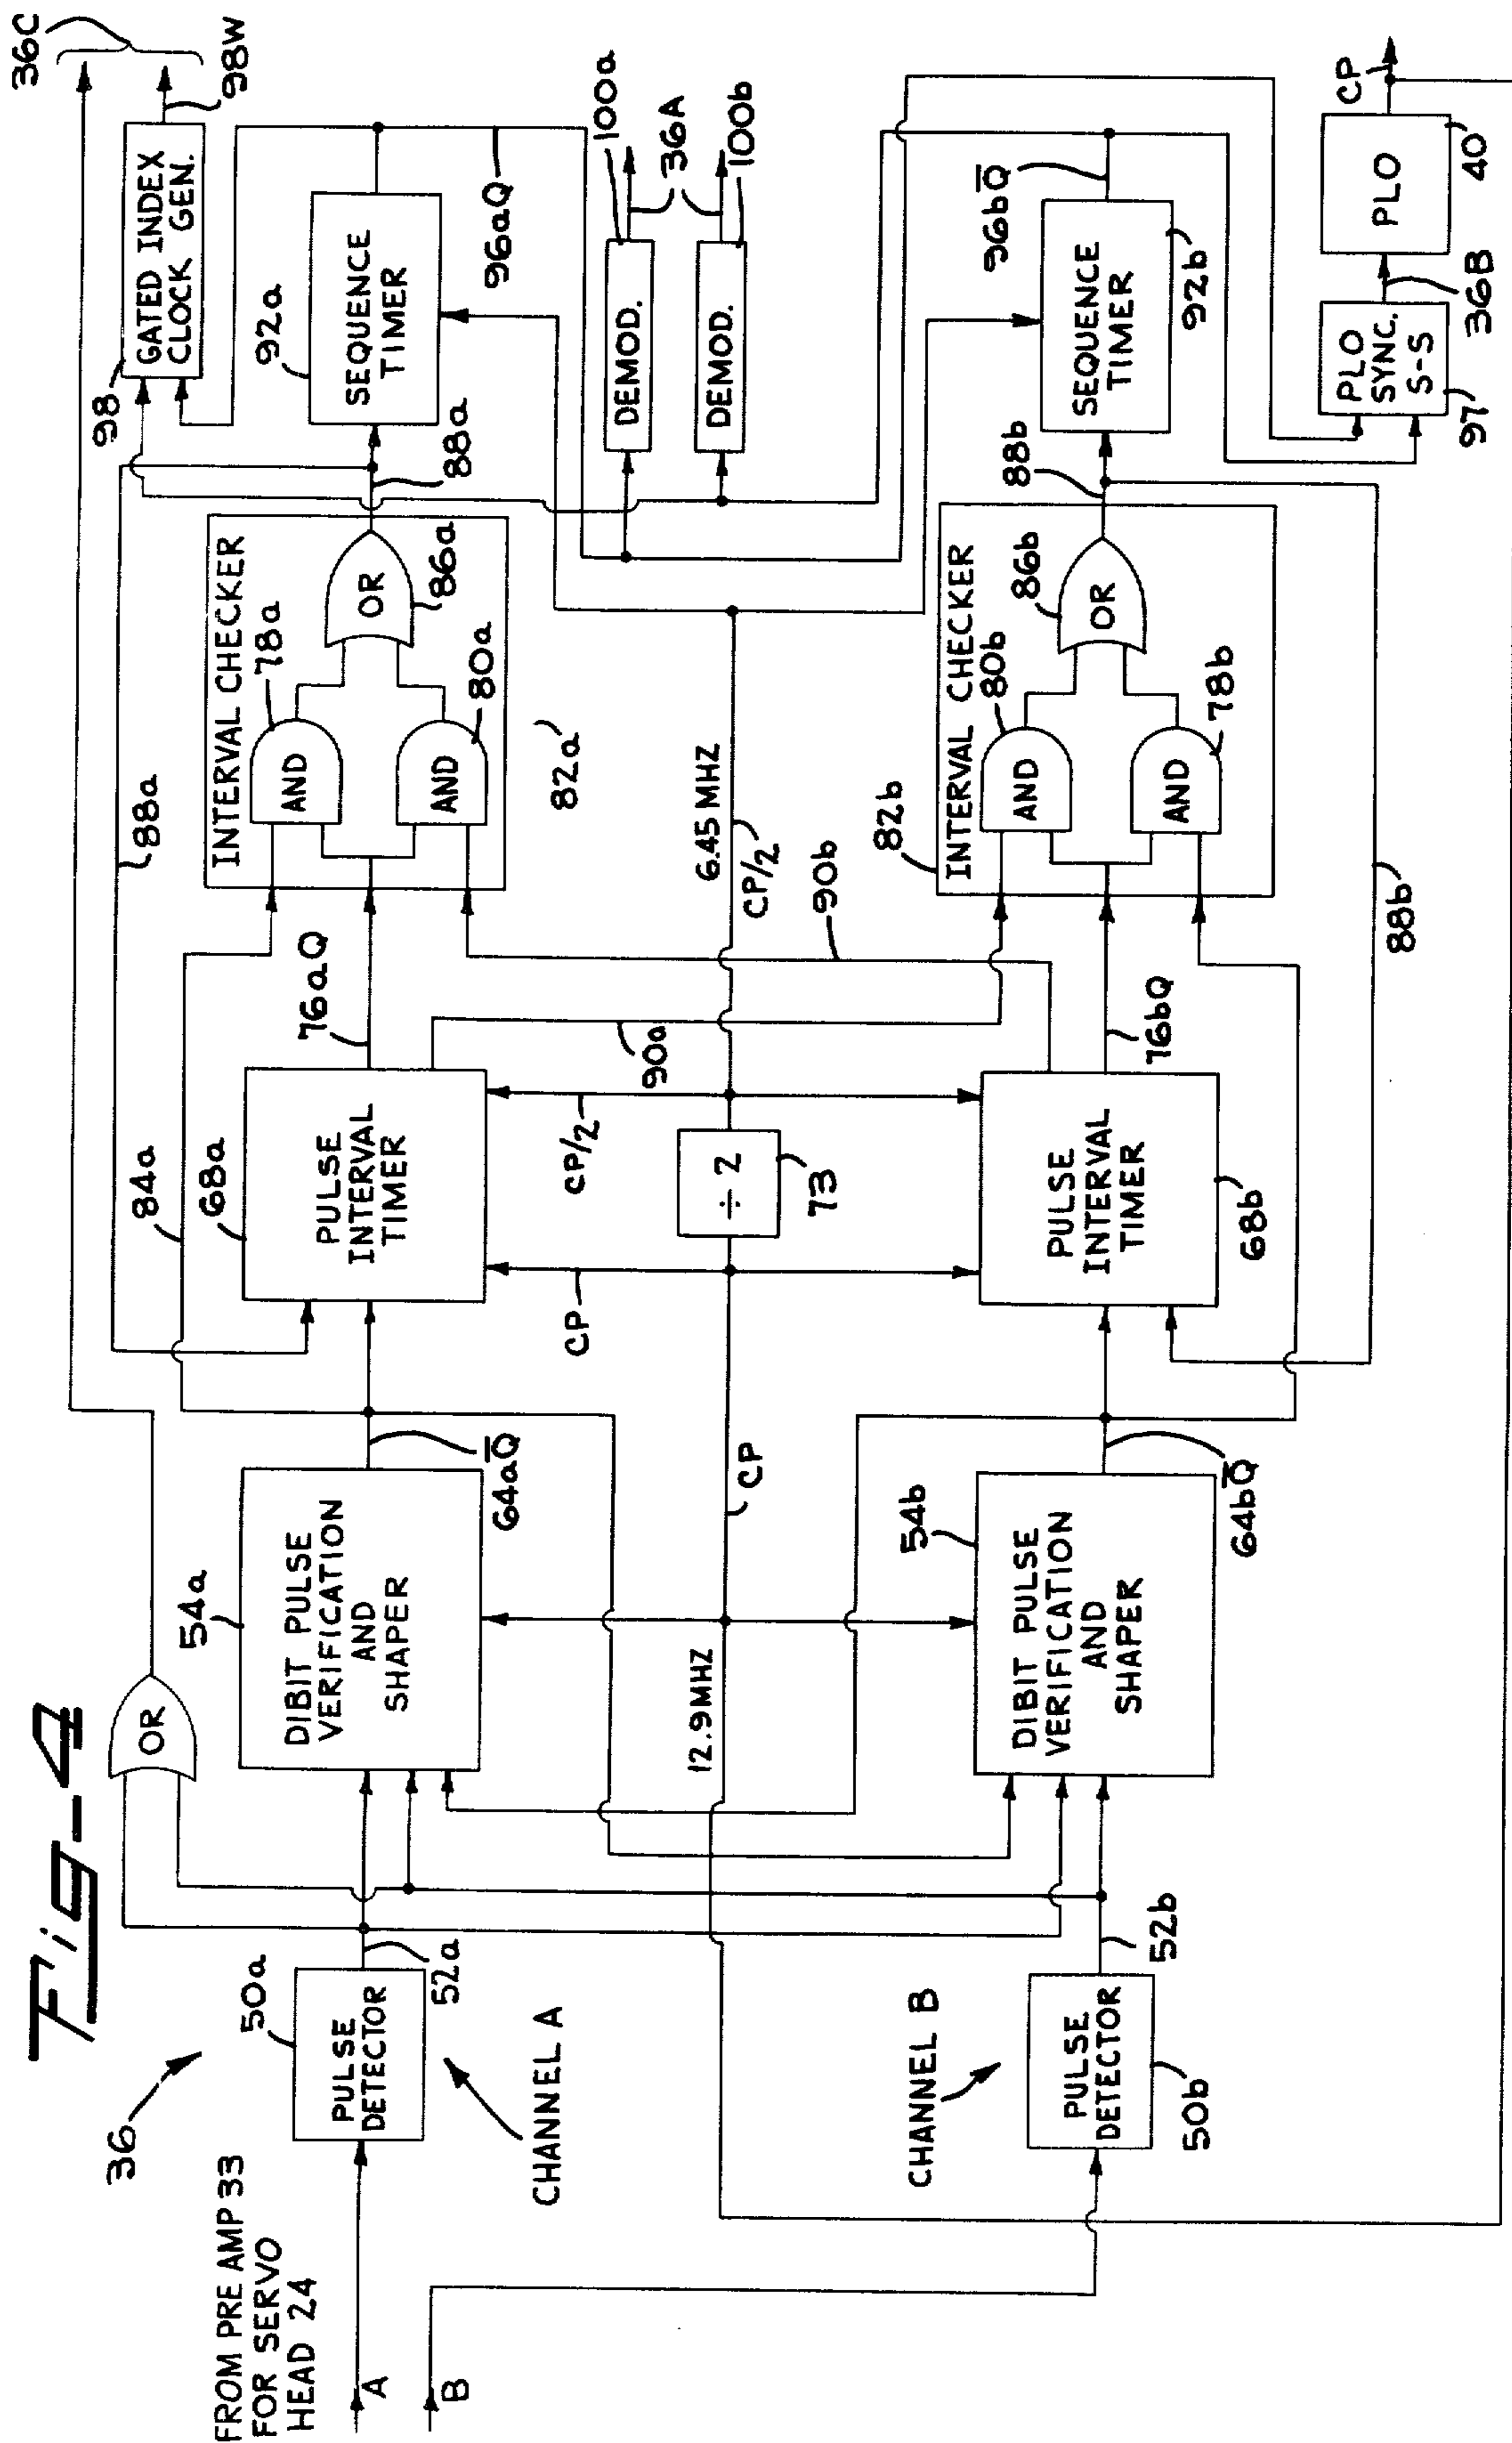 Fig-4
36
FROM PRE AMP 33
FOR SERVO
HEAD 24
A
B
CHANNEL A
CHANNEL B
50a
PULSE
DETECTOR
52a
50b
PULSE
DETECTOR
52b
OR
54a
DIBIT PULSE
VERIFICATION
AND
SHAPER
64aQ̅
54b
DIBIT PULSE
VERIFICATION
AND
SHAPER
64bQ̅
12.9MHZ
CP
84a
68a
PULSE
INTERVAL
TIMER
76aQ
CP
CP/2
÷ 2
73
90a
PULSE
INTERVAL
TIMER
68b
76bQ
90b
88a
INTERVAL CHECKER
78a
AND
AND
80a
OR
86a
82a
88a
6.45 MHZ
CP/2
82b
INTERVAL CHECKER
80b
AND
AND
78b
OR
86b
88b
88b
98
GATED INDEX
CLOCK GEN.
98W
36C
92a
SEQUENCE
TIMER
96aQ
DEMOD.
100a
36A
DEMOD.
100b
SEQUENCE
TIMER
92b
96bQ̅
PLO
SYNC.
S-S
97
36B
PLO
40
CP